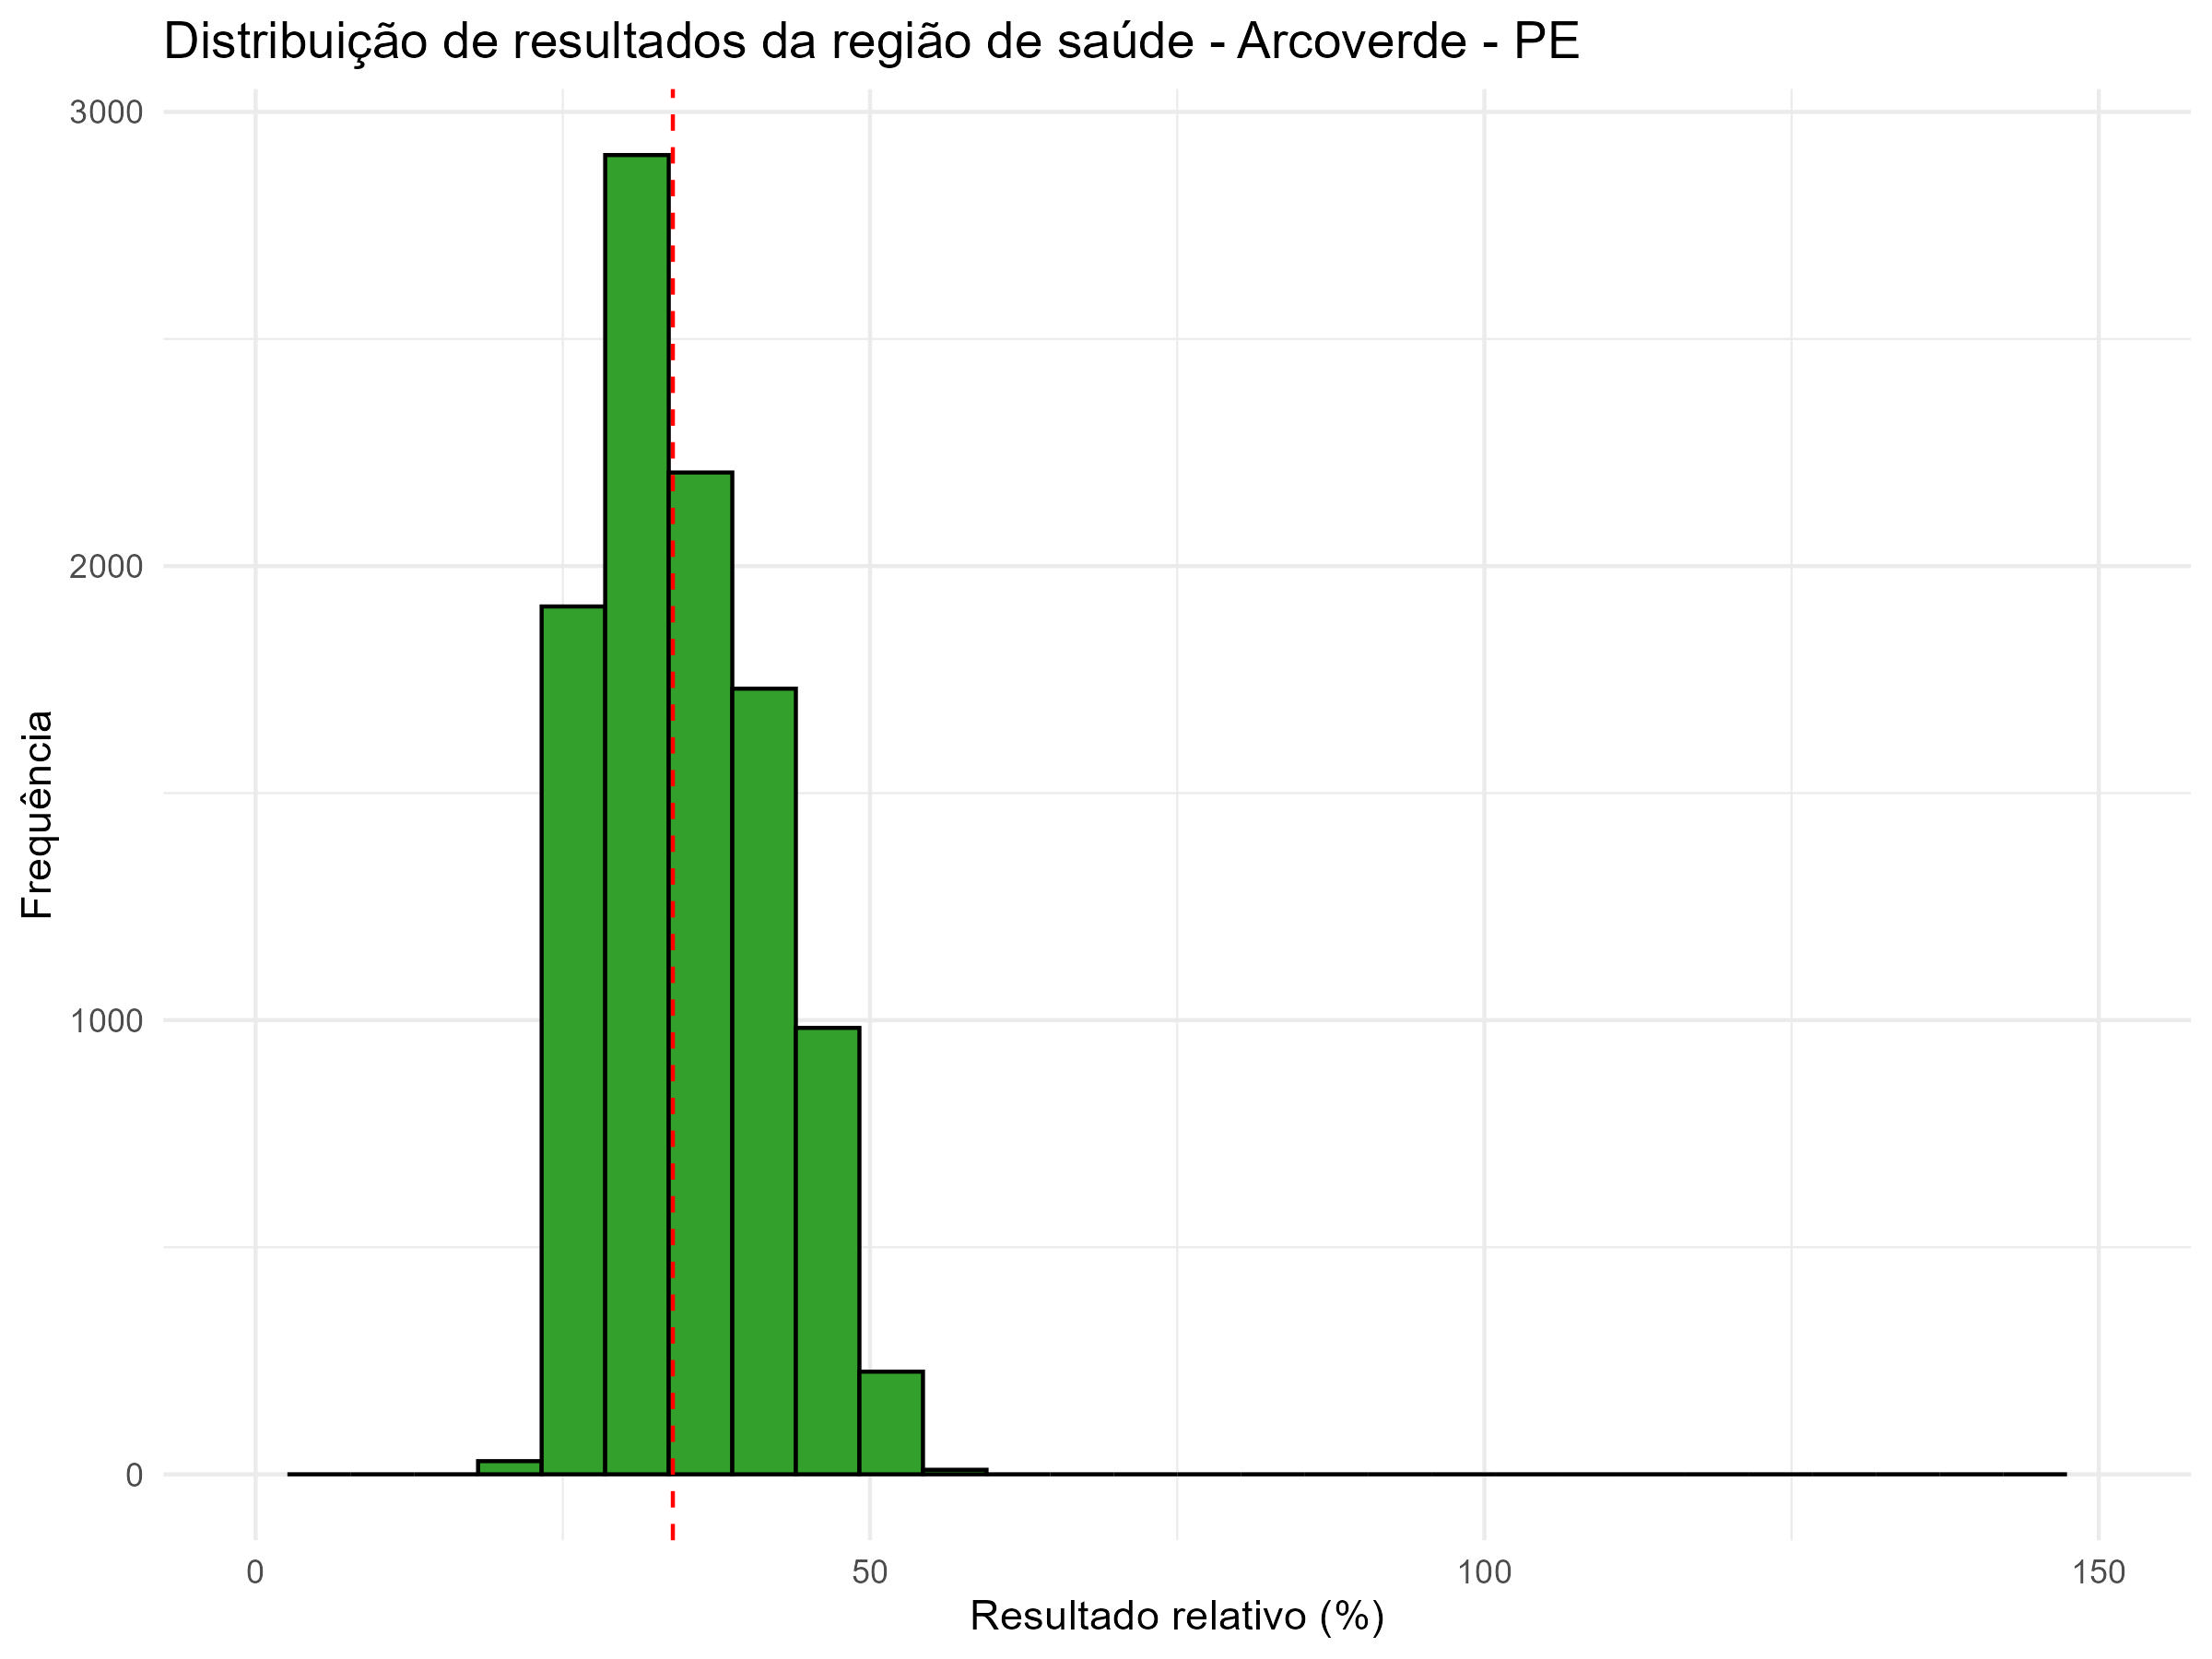 Distribuição de resultados da região de saúde - Arcoverde - PE
3000
2000
1000
0
Frequência
0
50
100
150
Resultado relativo (%)